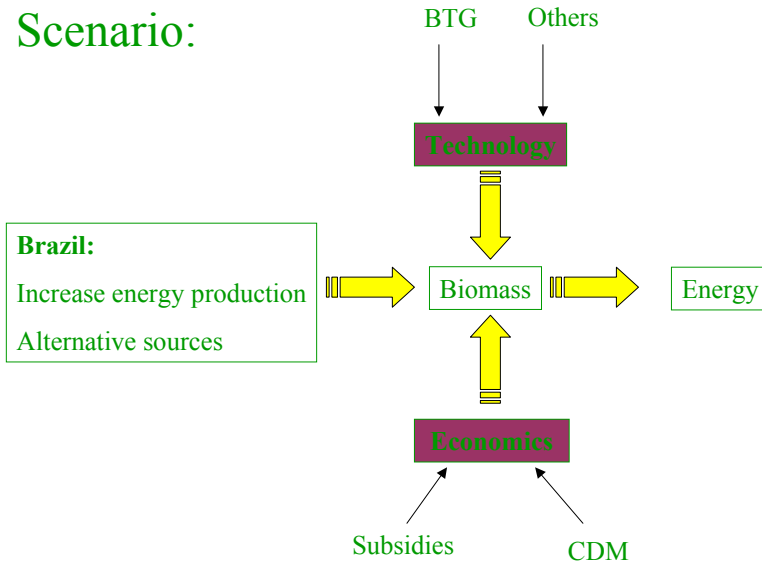 Scenario:
BTG
Others
Technology
Brazil:
Increase energy production
Alternative sources
Biomass
Energy
Economics
Subsidies
CDM